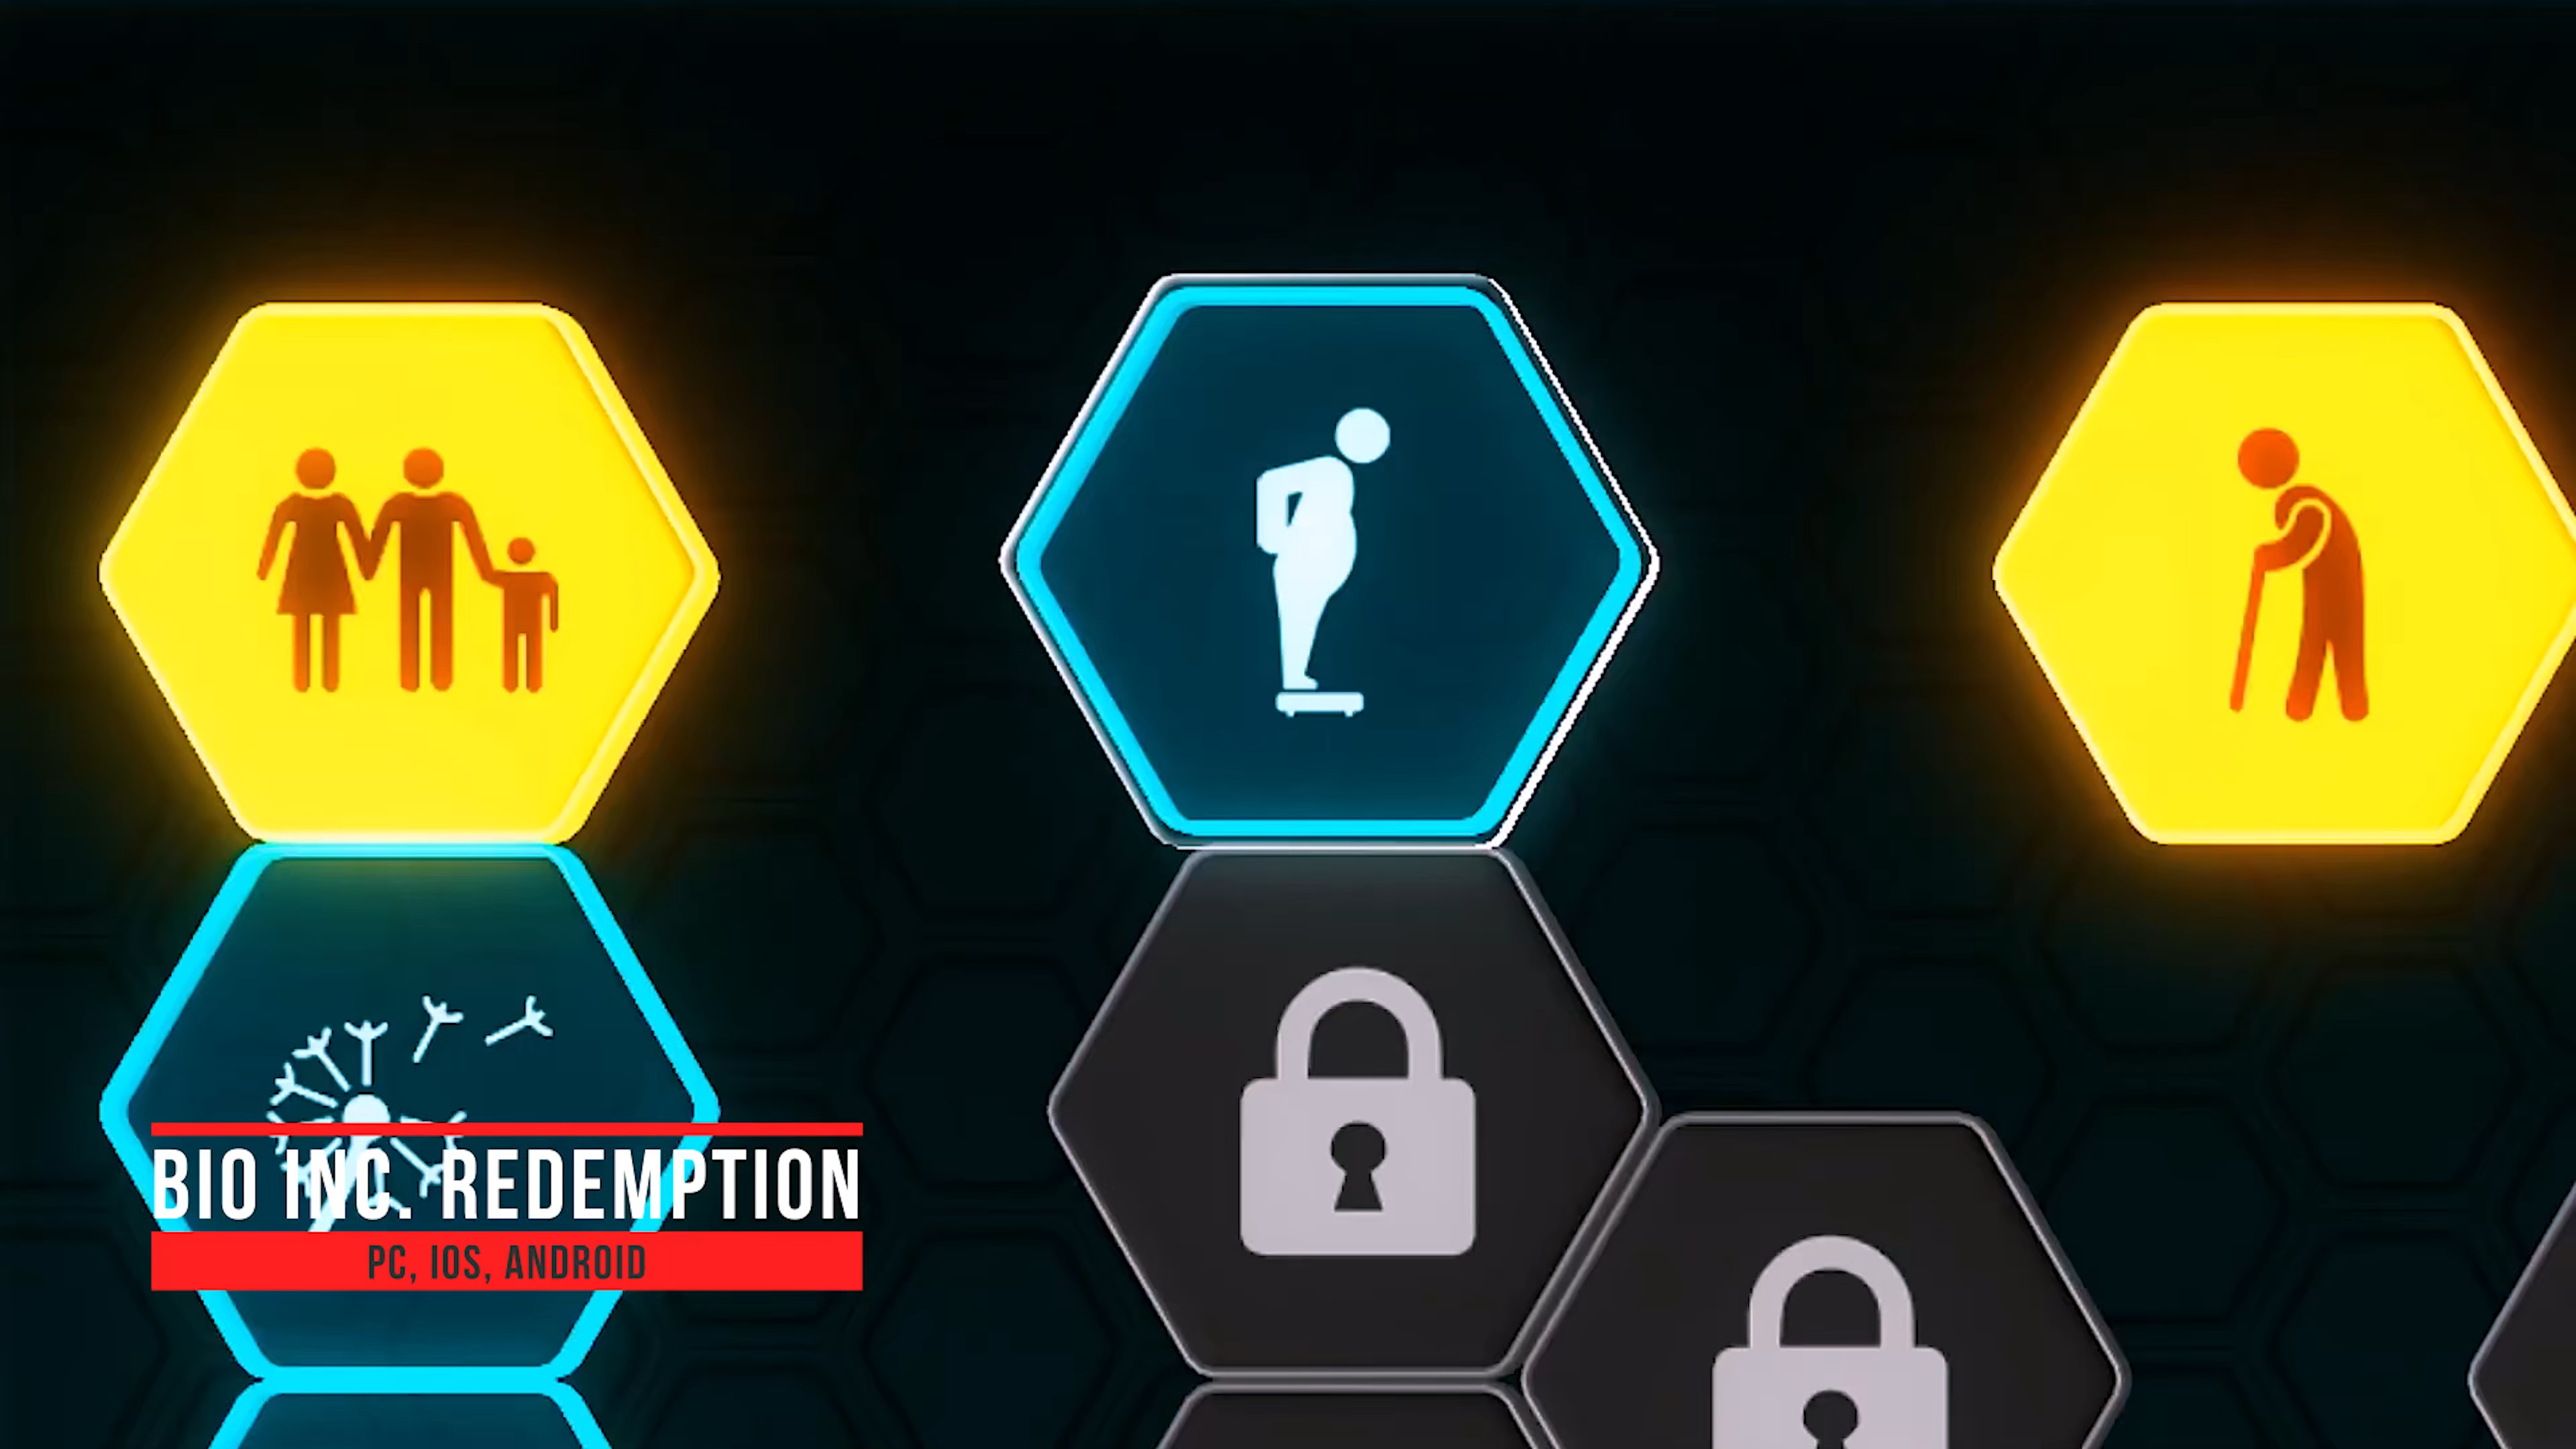 BIO INC. REDEMPTION
PC, IOS, ANDROID